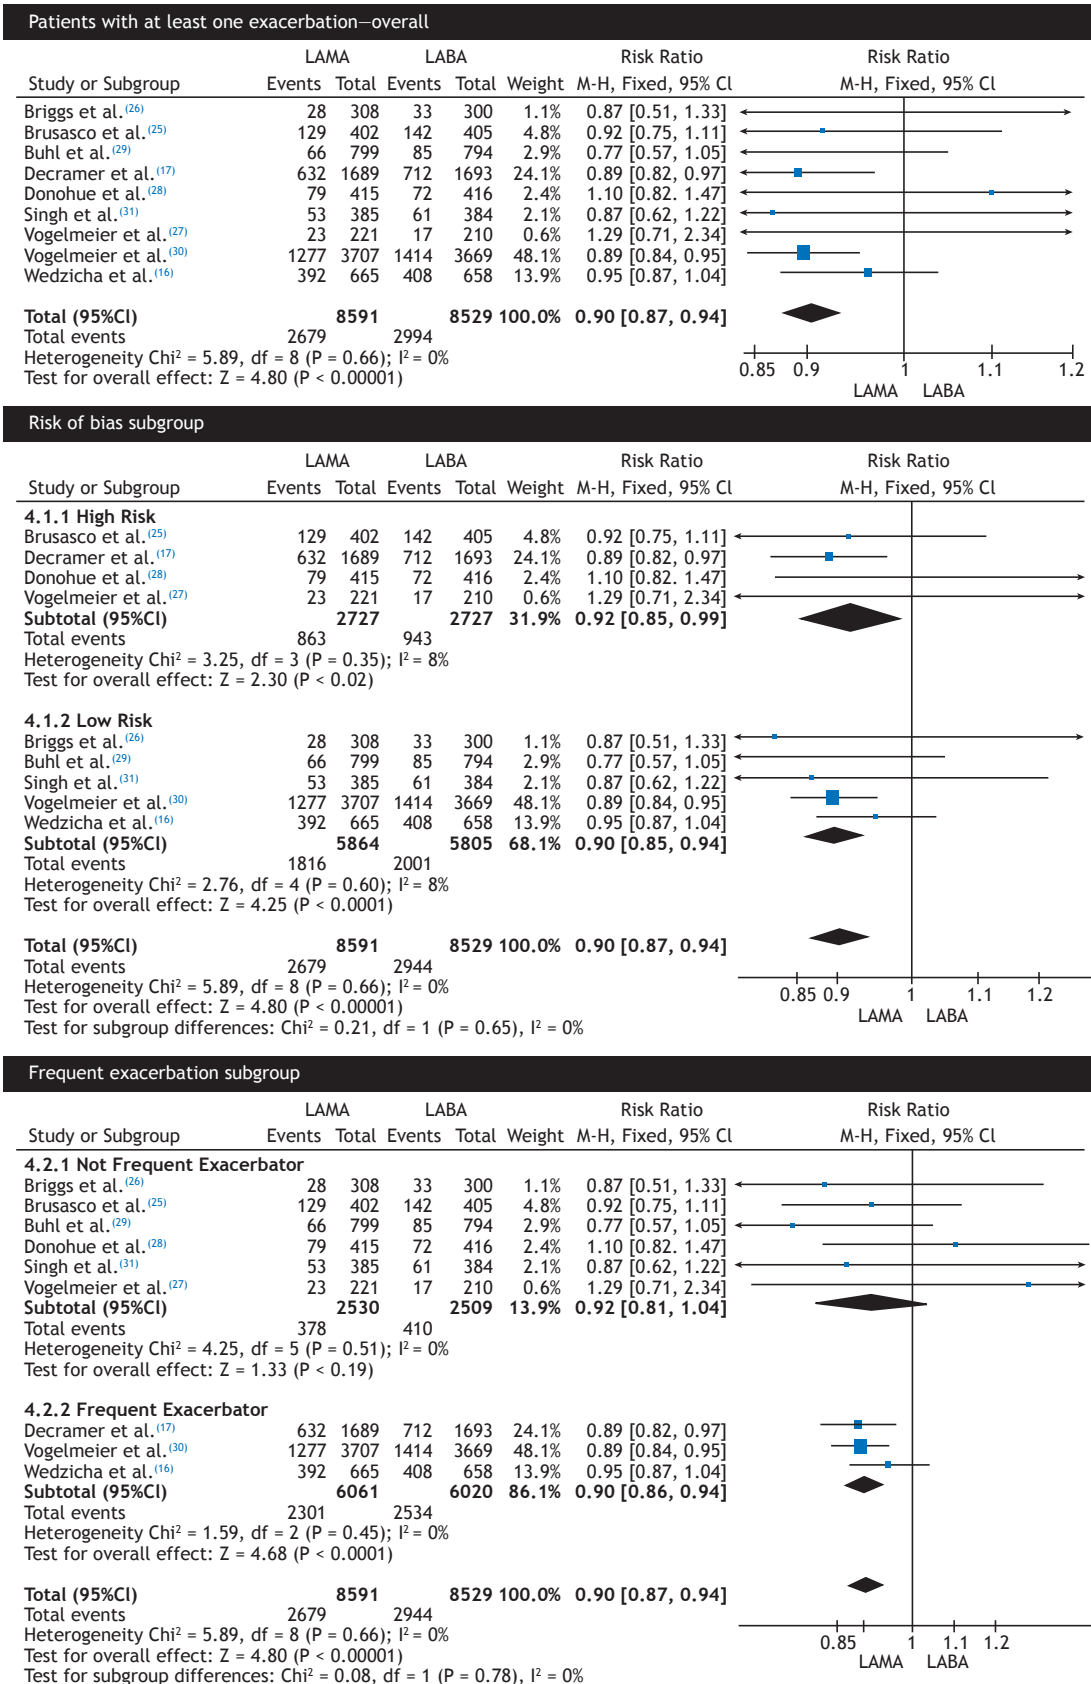 Patients with at least one exacerbation—overall
LAMA LABA Risk Ratio Risk Ratio
Study or Subgroup Events Total Events Total Weight M-H, Fixed, 95% CI M-H, Fixed, 95% CI
Briggs et al.(26) 28 308 33 300 1.1% 0.87 [0.51, 1.33]
Brusasco et al.(25) 129 402 142 405 4.8% 0.92 [0.75, 1.11]
Buhl et al.(29) 66 799 85 794 2.9% 0.77 [0.57, 1.05]
Decramer et al.(17) 632 1689 712 1693 24.1% 0.89 [0.82, 0.97]
Donohue et al.(28) 79 415 72 416 2.4% 1.10 [0.82. 1.47]
Singh et al.(31) 53 385 61 384 2.1% 0.87 [0.62, 1.22]
Vogelmeier et al.(27) 23 221 17 210 0.6% 1.29 [0.71, 2.34]
Vogelmeier et al.(30) 1277 3707 1414 3669 48.1% 0.89 [0.84, 0.95]
Wedzicha et al.(16) 392 665 408 658 13.9% 0.95 [0.87, 1.04]
Total (95%CI) 8591 8529 100.0% 0.90 [0.87, 0.94]
Total events 2679 2994
Heterogeneity Chi² = 5.89, df = 8 (P = 0.66); I² = 0%
Test for overall effect: Z = 4.80 (P < 0.00001)
0.85 0.9 1 1.1 1.2
LAMA LABA
Risk of bias subgroup
LAMA LABA Risk Ratio Risk Ratio
Study or Subgroup Events Total Events Total Weight M-H, Fixed, 95% CI M-H, Fixed, 95% CI
4.1.1 High Risk
Brusasco et al.(25) 129 402 142 405 4.8% 0.92 [0.75, 1.11]
Decramer et al.(17) 632 1689 712 1693 24.1% 0.89 [0.82, 0.97]
Donohue et al.(28) 79 415 72 416 2.4% 1.10 [0.82. 1.47]
Vogelmeier et al.(27) 23 221 17 210 0.6% 1.29 [0.71, 2.34]
Subtotal (95%CI) 2727 2727 31.9% 0.92 [0.85, 0.99]
Total events 863 943
Heterogeneity Chi² = 3.25, df = 3 (P = 0.35); I² = 8%
Test for overall effect: Z = 2.30 (P < 0.02)
4.1.2 Low Risk
Briggs et al.(26) 28 308 33 300 1.1% 0.87 [0.51, 1.33]
Buhl et al.(29) 66 799 85 794 2.9% 0.77 [0.57, 1.05]
Singh et al.(31) 53 385 61 384 2.1% 0.87 [0.62, 1.22]
Vogelmeier et al.(30) 1277 3707 1414 3669 48.1% 0.89 [0.84, 0.95]
Wedzicha et al.(16) 392 665 408 658 13.9% 0.95 [0.87, 1.04]
Subtotal (95%CI) 5864 5805 68.1% 0.90 [0.85, 0.94]
Total events 1816 2001
Heterogeneity Chi² = 2.76, df = 4 (P = 0.60); I² = 8%
Test for overall effect: Z = 4.25 (P < 0.0001)
Total (95%CI) 8591 8529 100.0% 0.90 [0.87, 0.94]
Total events 2679 2944
Heterogeneity Chi² = 5.89, df = 8 (P = 0.66); I² = 0%
Test for overall effect: Z = 4.80 (P < 0.00001)
Test for subgroup differences: Chi² = 0.21, df = 1 (P = 0.65), I² = 0%
0.85 0.9 1 1.1 1.2
LAMA LABA
Frequent exacerbation subgroup
LAMA LABA Risk Ratio Risk Ratio
Study or Subgroup Events Total Events Total Weight M-H, Fixed, 95% CI M-H, Fixed, 95% CI
4.2.1 Not Frequent Exacerbator
Briggs et al.(26) 28 308 33 300 1.1% 0.87 [0.51, 1.33]
Brusasco et al.(25) 129 402 142 405 4.8% 0.92 [0.75, 1.11]
Buhl et al.(29) 66 799 85 794 2.9% 0.77 [0.57, 1.05]
Donohue et al.(28) 79 415 72 416 2.4% 1.10 [0.82. 1.47]
Singh et al.(31) 53 385 61 384 2.1% 0.87 [0.62, 1.22]
Vogelmeier et al.(27) 23 221 17 210 0.6% 1.29 [0.71, 2.34]
Subtotal (95%CI) 2530 2509 13.9% 0.92 [0.81, 1.04]
Total events 378 410
Heterogeneity Chi² = 4.25, df = 5 (P = 0.51); I² = 0%
Test for overall effect: Z = 1.33 (P < 0.19)
4.2.2 Frequent Exacerbator
Decramer et al.(17) 632 1689 712 1693 24.1% 0.89 [0.82, 0.97]
Vogelmeier et al.(30) 1277 3707 1414 3669 48.1% 0.89 [0.84, 0.95]
Wedzicha et al.(16) 392 665 408 658 13.9% 0.95 [0.87, 1.04]
Subtotal (95%CI) 6061 6020 86.1% 0.90 [0.86, 0.94]
Total events 2301 2534
Heterogeneity Chi² = 1.59, df = 2 (P = 0.45); I² = 0%
Test for overall effect: Z = 4.68 (P < 0.0001)
Total (95%CI) 8591 8529 100.0% 0.90 [0.87, 0.94]
Total events 2679 2944
Heterogeneity Chi² = 5.89, df = 8 (P = 0.66); I² = 0%
Test for overall effect: Z = 4.80 (P < 0.00001)
Test for subgroup differences: Chi² = 0.08, df = 1 (P = 0.78), I² = 0%
0.85 1 1.1 1.2
LAMA LABA